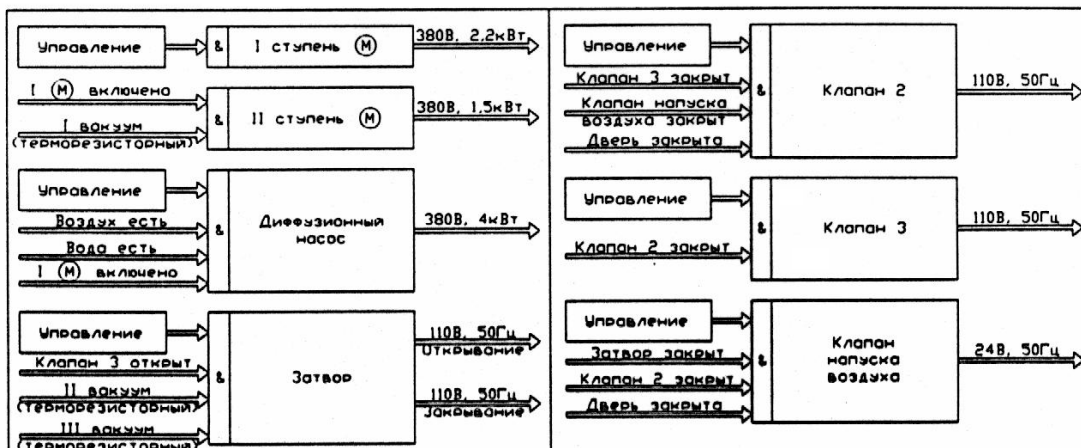 Управление
&
I ступень М
380В, 2,2кВт
I М включено
I вакуум
(терморезисторный)
&
II ступень М
380В, 1,5кВт
Управление
Воздух есть
Вода есть
I М включено
&
Диффузионный
насос
380В, 4кВт
Управление
Клапан 3 открыт
II вакуум
(терморезисторный)
III вакуум
(терморезисторный)
&
Затвор
110В, 50Гц
Открывание
110В, 50Гц
Закрывание
Управление
Клапан 3 закрыт
Клапан напуска
воздуха закрыт
Дверь закрыта
&
Клапан 2
110В, 50Гц
Управление
Клапан 2 закрыт
&
Клапан 3
110В, 50Гц
Управление
Затвор закрыт
Клапан 2 закрыт
Дверь закрыта
&
Клапан
напуска
воздуха
24В, 50Гц